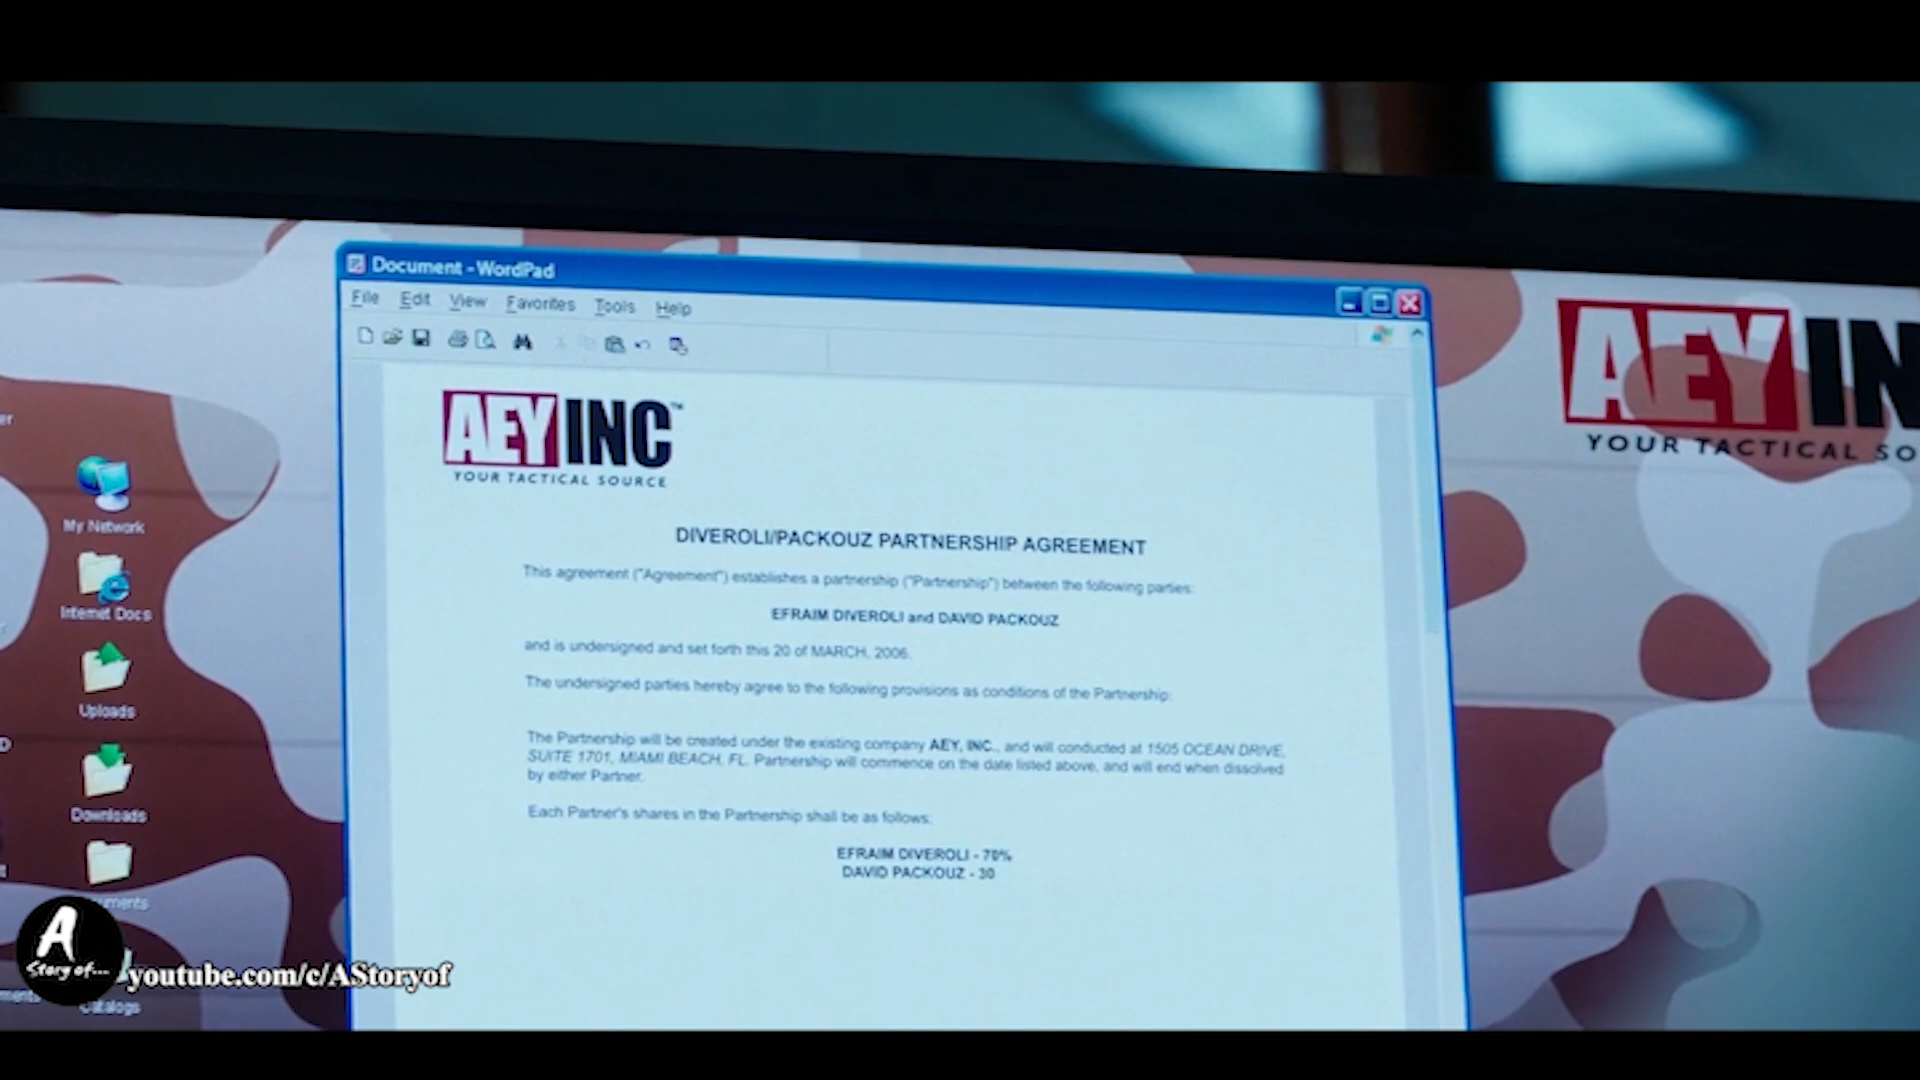 Document - WordPad
File Edit View Favorites Tools Help
AEY INC™
YOUR TACTICAL SOURCE
AEY IN
YOUR TACTICAL SO
DIVEROLI/PACKOUZ PARTNERSHIP AGREEMENT
This agreement ("Agreement") establishes a partnership ("Partnership") between the following parties:
EFRAIM DIVEROLI and DAVID PACKOUZ
and is undersigned and set forth this 20 of MARCH, 2006.
The undersigned parties hereby agree to the following provisions as conditions of the Partnership:
The Partnership will be created under the existing company AEY, INC., and will conducted at 1505 OCEAN DRIVE,
SUITE 1701, MIAMI BEACH, FL. Partnership will commence on the date listed above, and will end when dissolved
by either Partner.
Each Partner's shares in the Partnership shall be as follows:
EFRAIM DIVEROLI - 70%
DAVID PACKOUZ - 30
My Network
Internet Docs
Uploads
Downloads
uments
Catalogs
A
Story of...
youtube.com/c/AStoryof